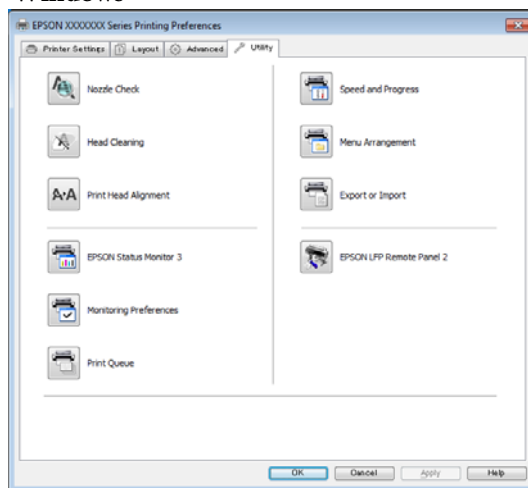 Windows
EPSON XXXXXXX Series Printing Preferences
Printer Settings Layout Advanced Utility
Nozzle Check
Speed and Progress
Head Cleaning
Menu Arrangement
A·A Print Head Alignment
Export or Import
EPSON Status Monitor 3
EPSON LFP Remote Panel 2
Monitoring Preferences
Print Queue
OK Cancel Apply Help